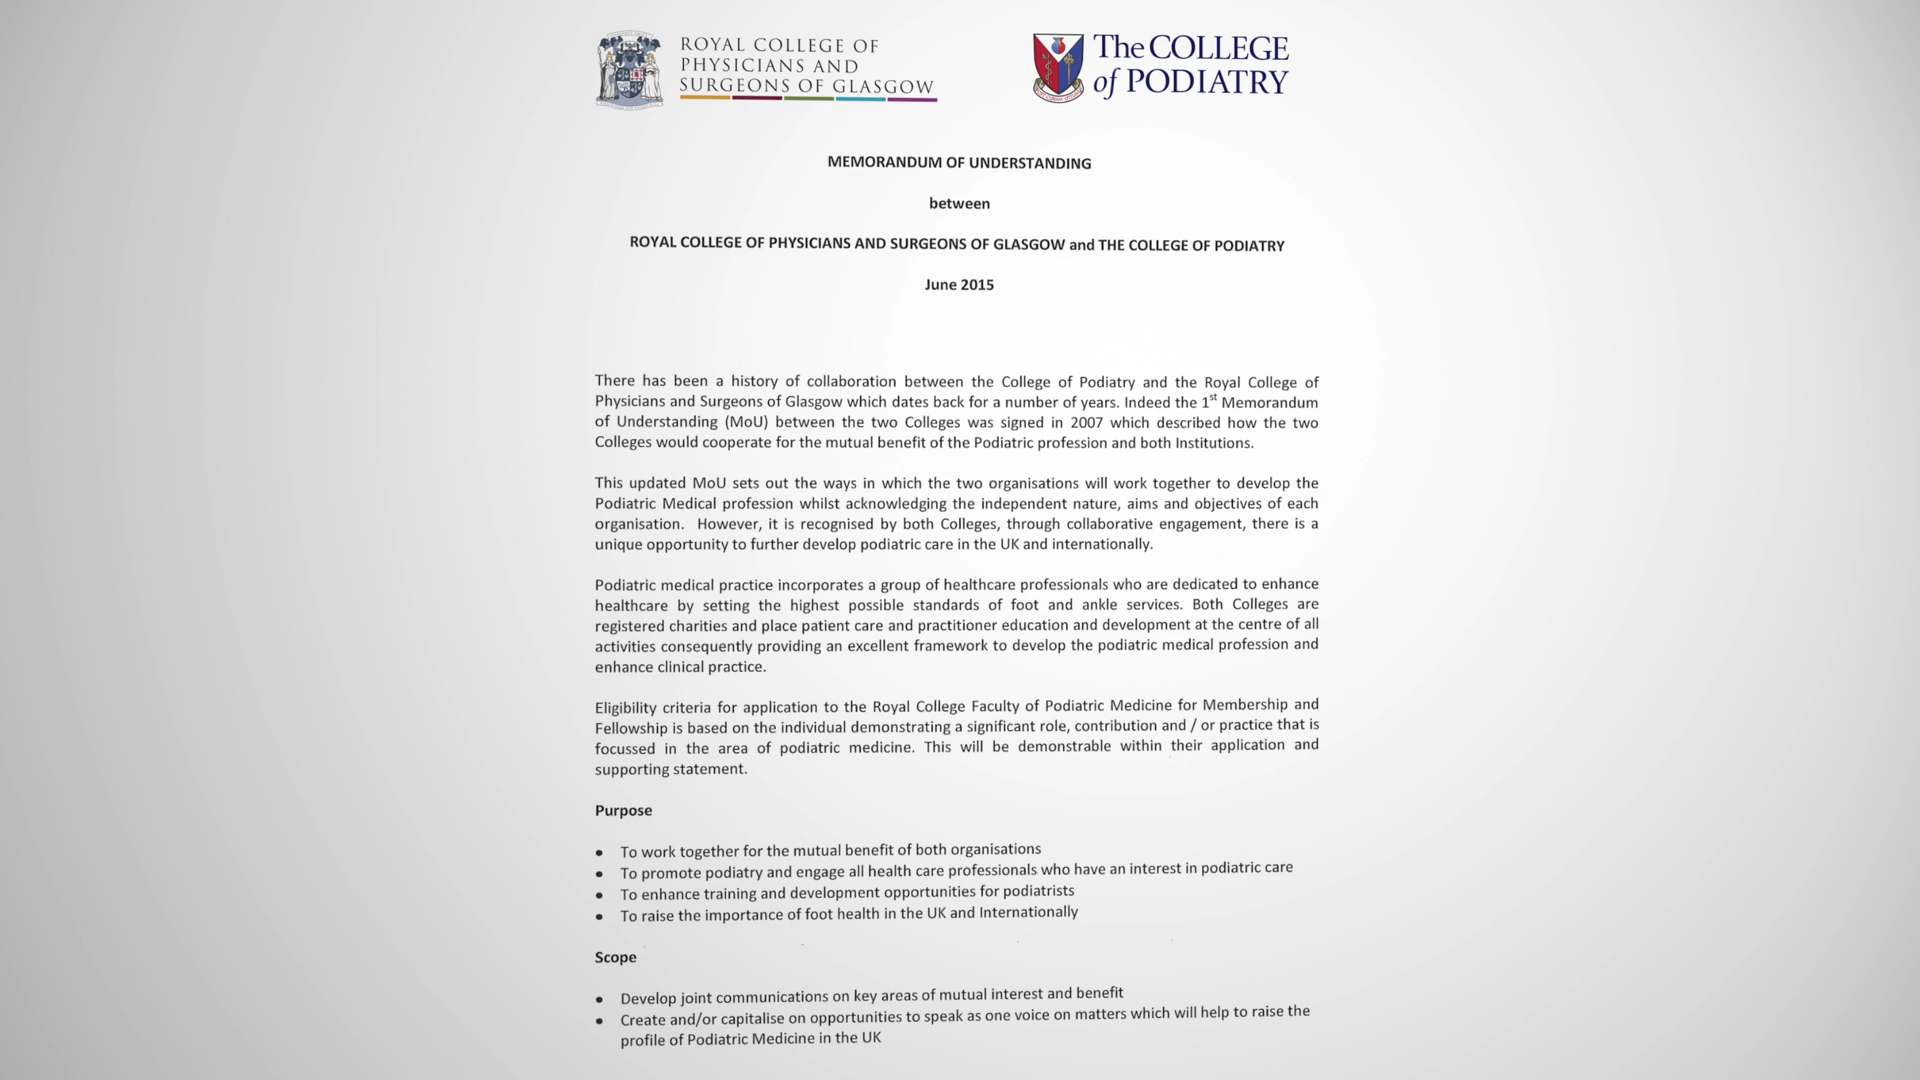 ROYAL COLLEGE OF
PHYSICIANS AND
SURGEONS OF GLASGOW
The COLLEGE
of PODIATRY
MEMORANDUM OF UNDERSTANDING
between
ROYAL COLLEGE OF PHYSICIANS AND SURGEONS OF GLASGOW and THE COLLEGE OF PODIATRY
June 2015
There has been a history of collaboration between the College of Podiatry and the Royal College of
Physicians and Surgeons of Glasgow which dates back for a number of years. Indeed the 1st Memorandum
of Understanding (MoU) between the two Colleges was signed in 2007 which described how the two
Colleges would cooperate for the mutual benefit of the Podiatric profession and both Institutions.
This updated MoU sets out the ways in which the two organisations will work together to develop the
Podiatric Medical profession whilst acknowledging the independent nature, aims and objectives of each
organisation. However, it is recognised by both Colleges, through collaborative engagement, there is a
unique opportunity to further develop podiatric care in the UK and internationally.
Podiatric medical practice incorporates a group of healthcare professionals who are dedicated to enhance
healthcare by setting the highest possible standards of foot and ankle services. Both Colleges are
registered charities and place patient care and practitioner education and development at the centre of all
activities consequently providing an excellent framework to develop the podiatric medical profession and
enhance clinical practice.
Eligibility criteria for application to the Royal College Faculty of Podiatric Medicine for Membership and
Fellowship is based on the individual demonstrating a significant role, contribution and / or practice that is
focussed in the area of podiatric medicine. This will be demonstrable within their application and
supporting statement.
Purpose
• To work together for the mutual benefit of both organisations
• To promote podiatry and engage all health care professionals who have an interest in podiatric care
• To enhance training and development opportunities for podiatrists
• To raise the importance of foot health in the UK and Internationally
Scope
• Develop joint communications on key areas of mutual interest and benefit
• Create and/or capitalise on opportunities to speak as one voice on matters which will help to raise the
profile of Podiatric Medicine in the UK